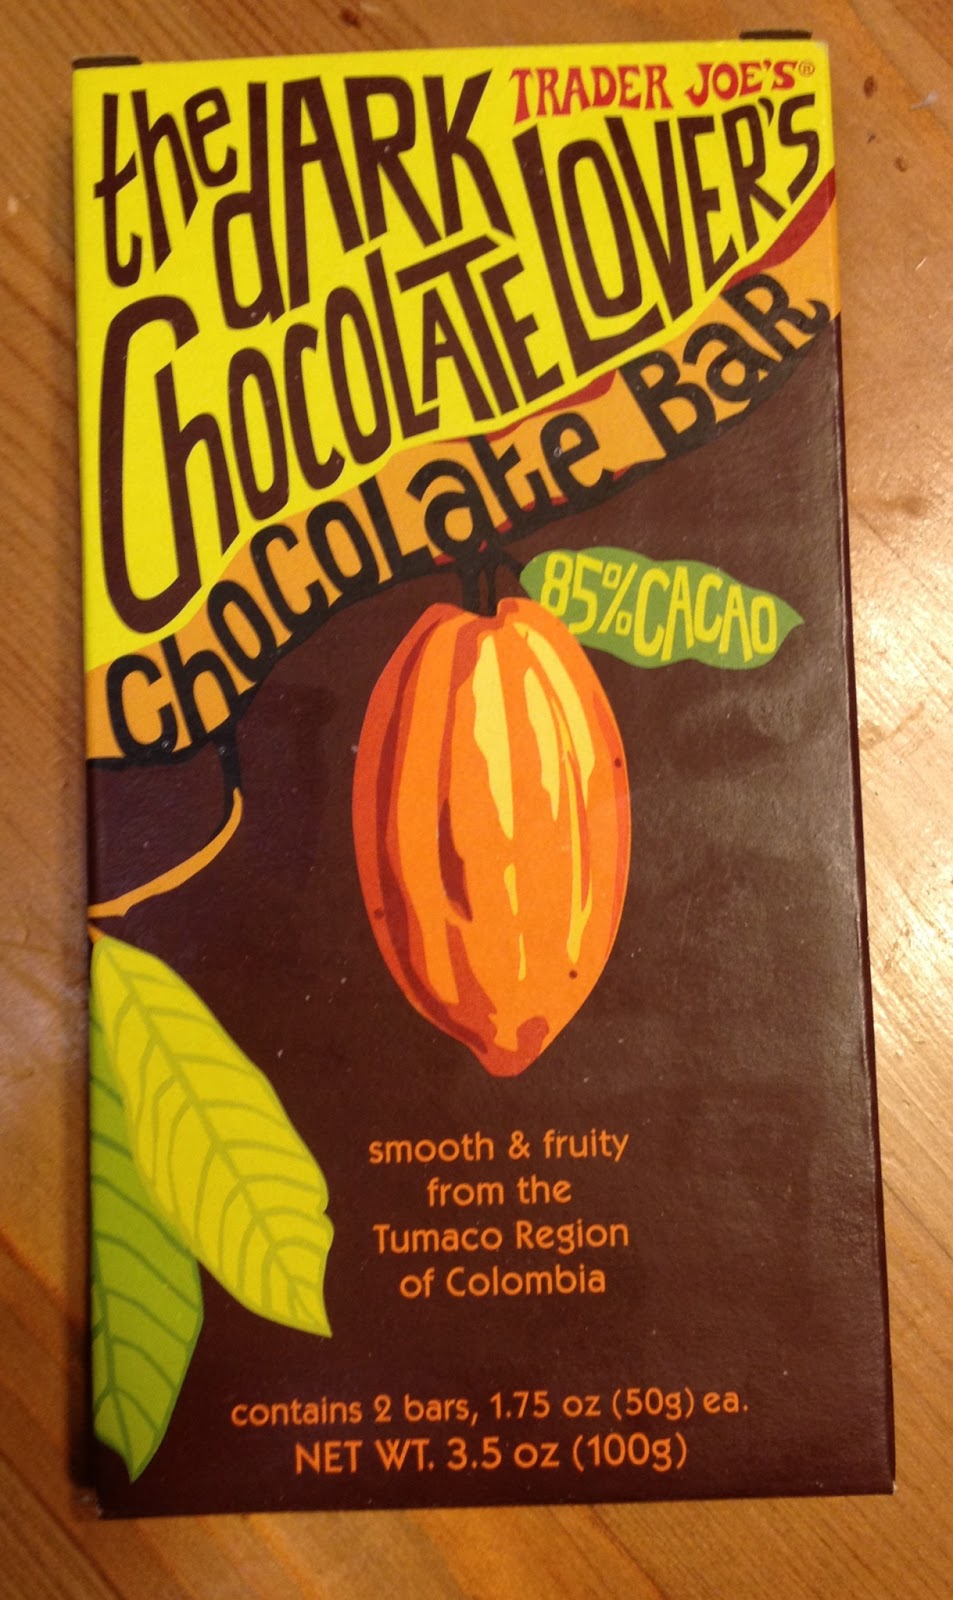 TRADER JOE'S®
the dARK
CHOCOLATE LOVER'S
CHOCOLate BaR
85% CACAO
smooth & fruity
from the
Tumaco Region
of Colombia
contains 2 bars, 1.75 oz (50g) ea.
NET WT. 3.5 oz (100g)